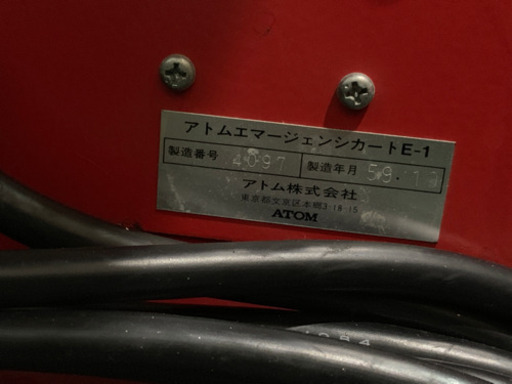 アトムエマージェンシカートE-1
製造番号 4097 製造年月 59.12
アトム株式会社
東京都文京区本郷3-18-15
ATOM